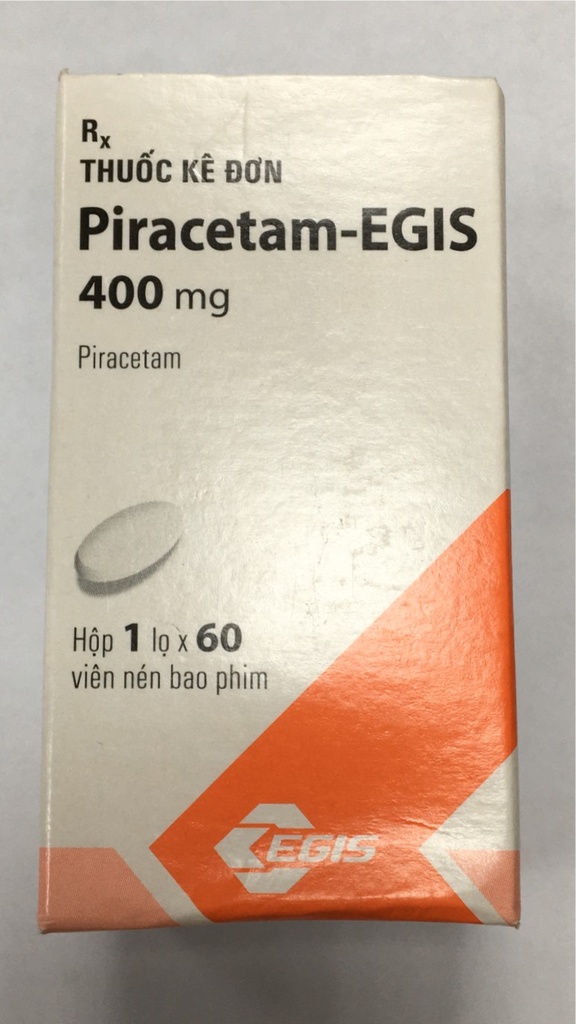 Rx
THUỐC KÊ ĐƠN
Piracetam-EGIS
400 mg
Piracetam
Hộp 1 lọ x 60
viên nén bao phim
EGIS